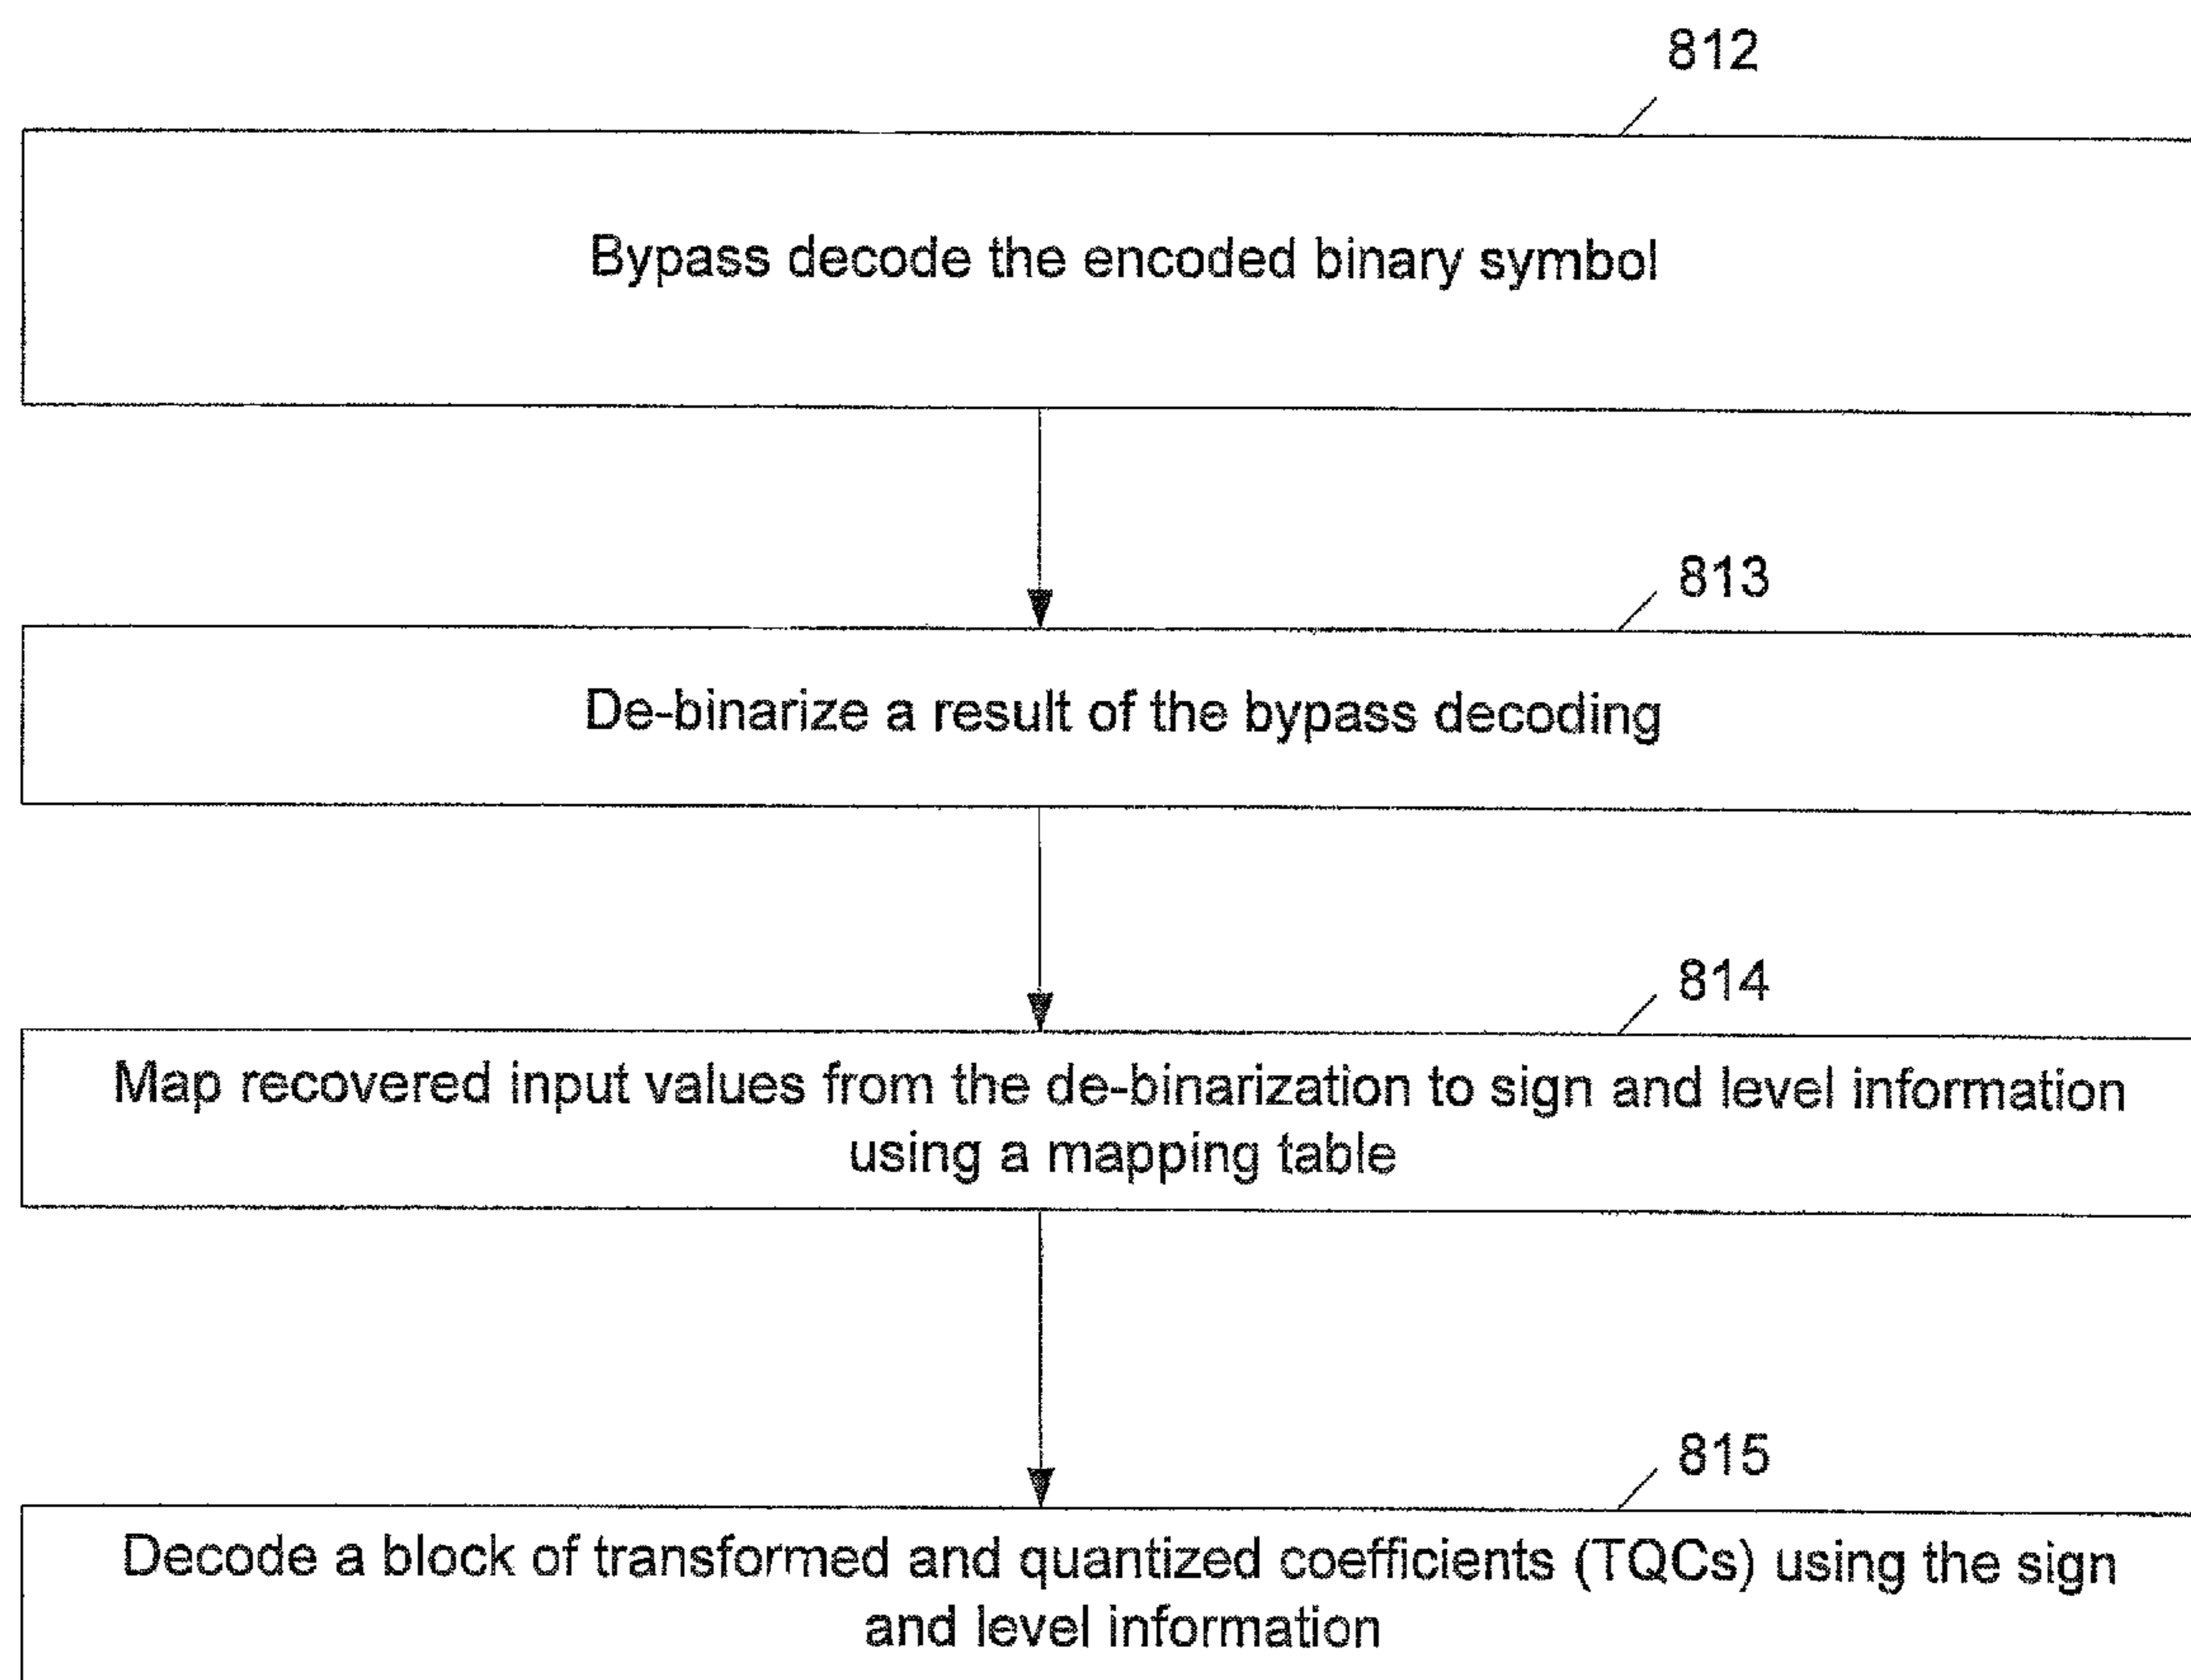 812
Bypass decode the encoded binary symbol
813
De-binarize a result of the bypass decoding
814
Map recovered input values from the de-binarization to sign and level information
using a mapping table
815
Decode a block of transformed and quantized coefficients (TQCs) using the sign
and level information